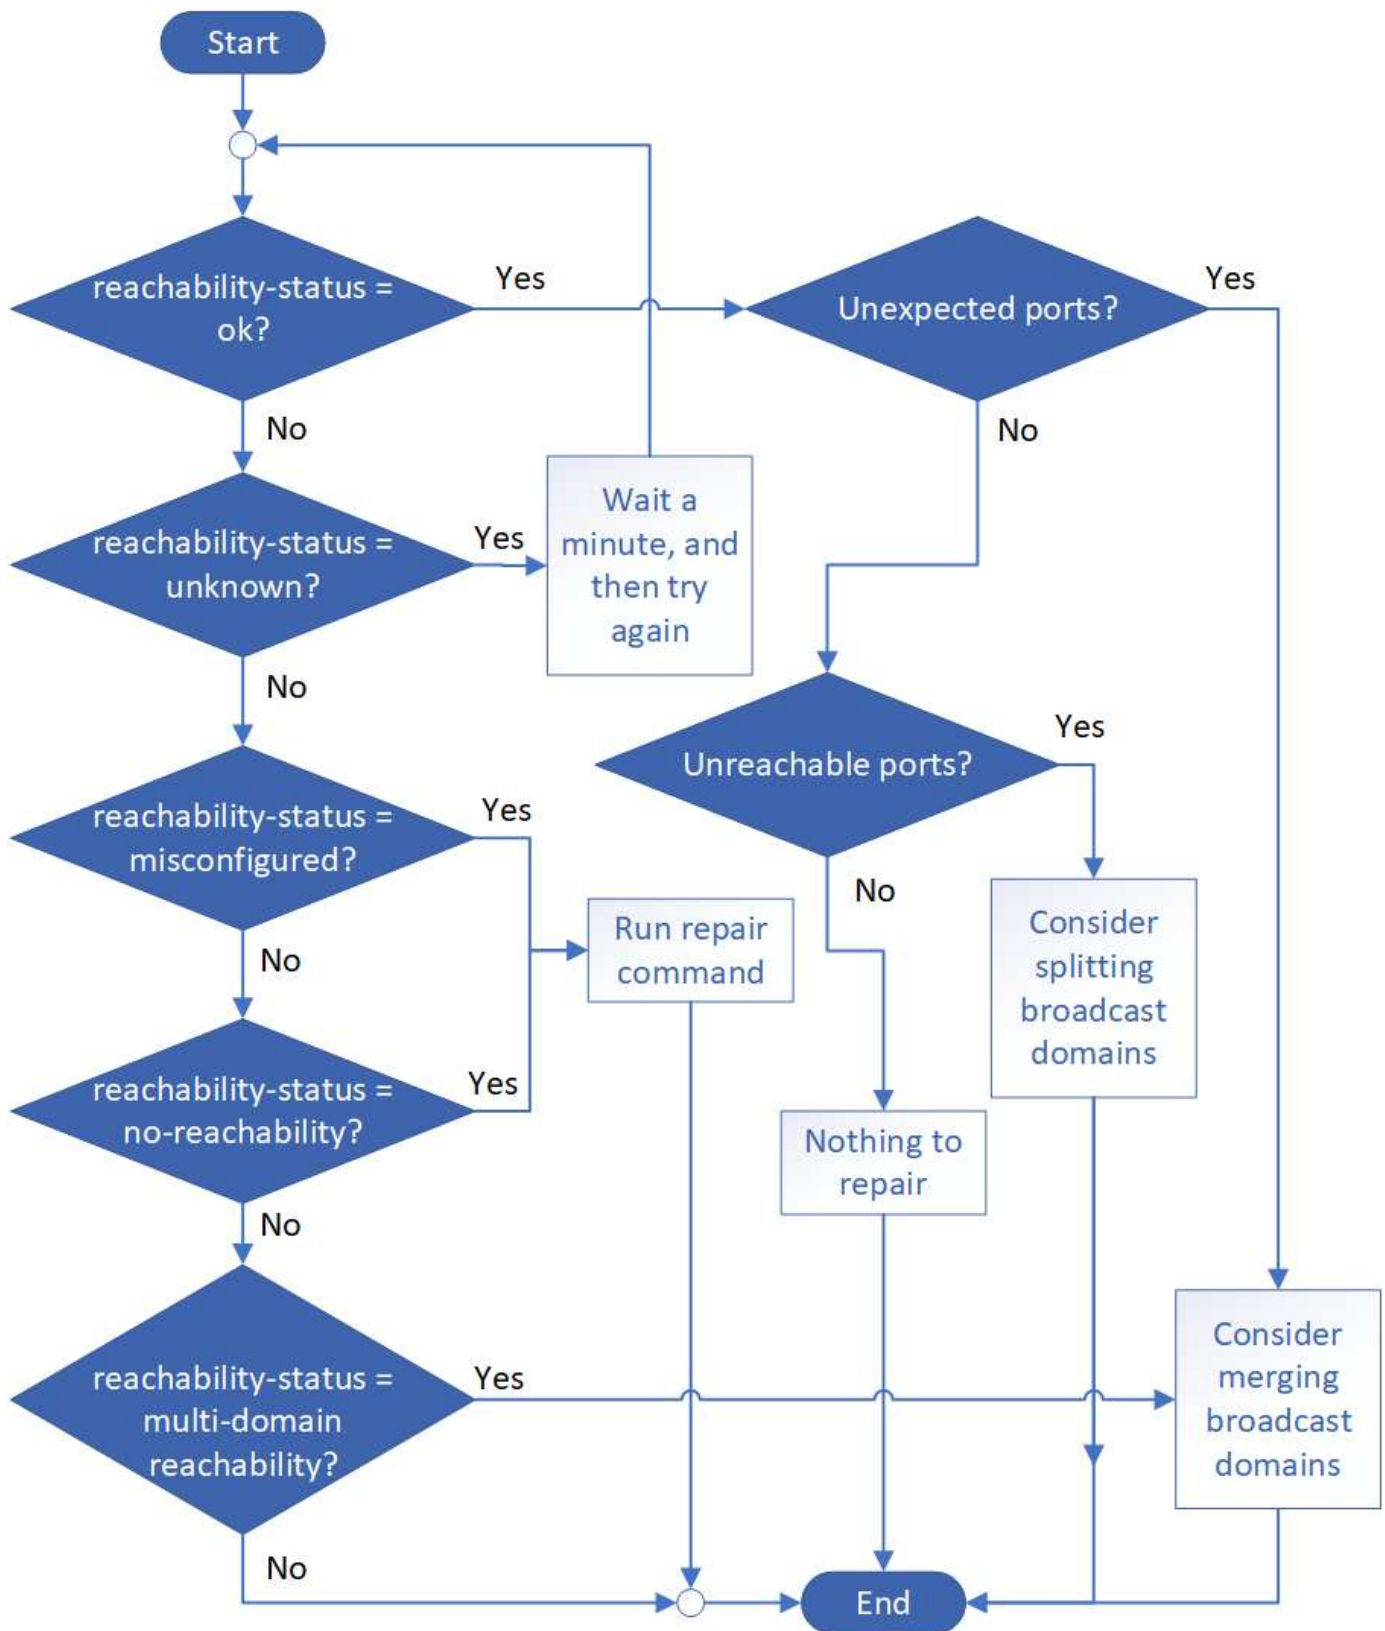 Start
reachability-status =
ok?
Yes
Unexpected ports?
Yes
No
No
reachability-status =
unknown?
Yes
Wait a
minute, and
then try
again
No
Unreachable ports?
Yes
reachability-status =
misconfigured?
Yes
No
Run repair
command
Consider
splitting
broadcast
domains
No
reachability-status =
no-reachability?
Yes
Nothing to
repair
No
reachability-status =
multi-domain
reachability?
Yes
Consider
merging
broadcast
domains
No
End